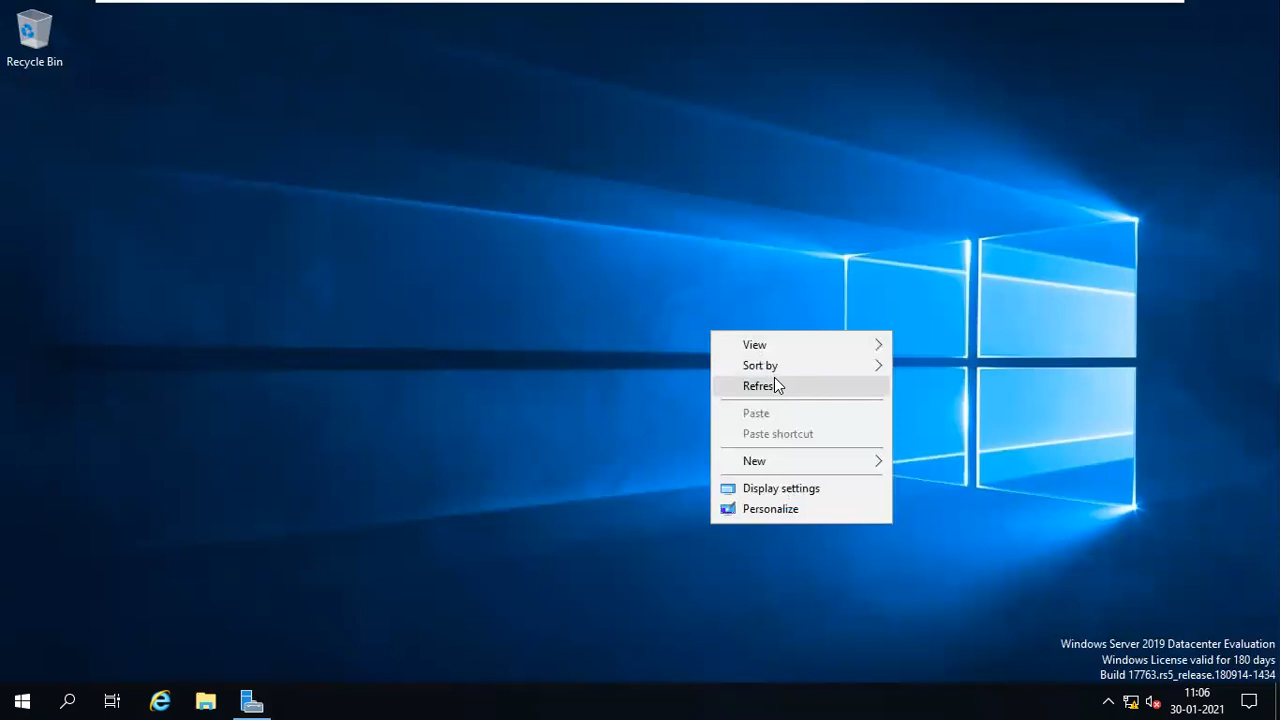 Recycle Bin
View
Sort by
Refres
Paste
Paste shortcut
New
Display settings
Personalize
Windows Server 2019 Datacenter Evaluation
Windows License valid for 180 days
Build 17763.rs5_release.180914-1434
11:06
30-01-2021